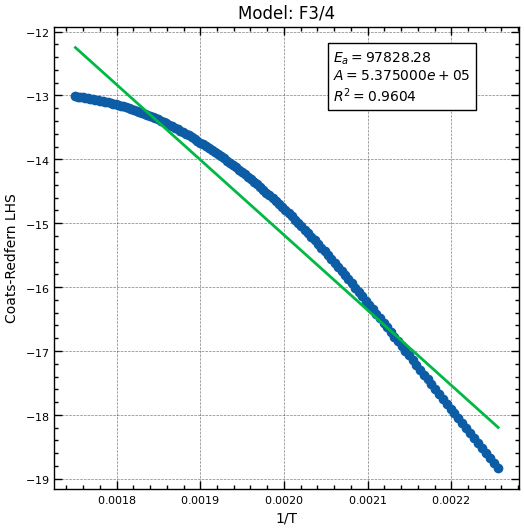 Model: F3/4
E_a = 97828.28
A = 5.375000e + 05
R² = 0.9604
Coats-Redfern LHS
−12
−13
−14
−15
−16
−17
−18
−19
0.0018 0.0019 0.0020 0.0021 0.0022
1/T